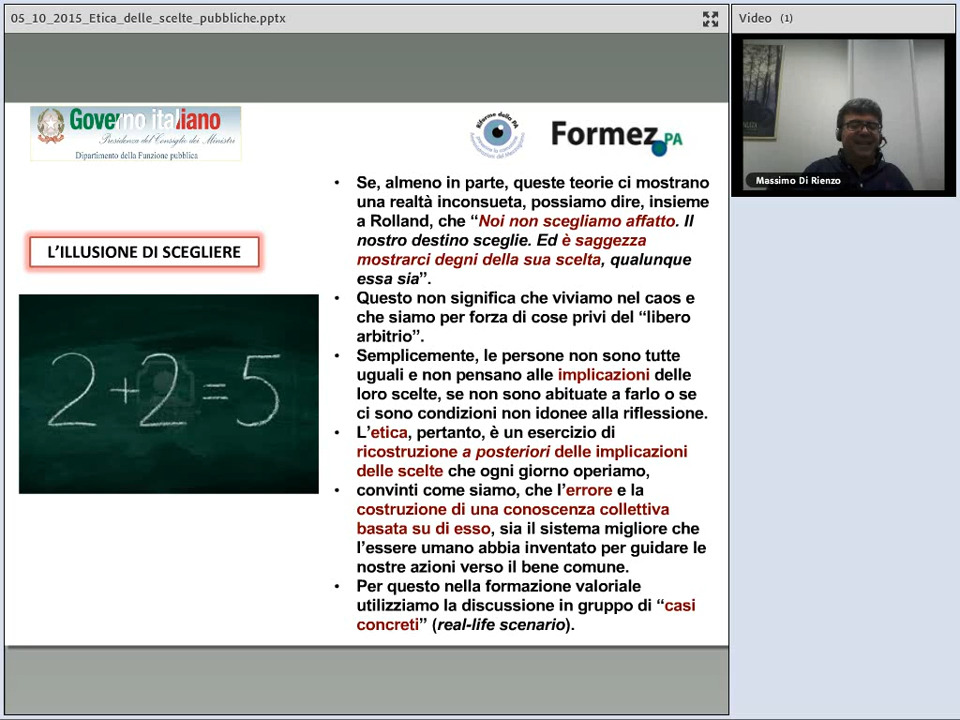 05_10_2015_Etica_delle_scelte_pubbliche.pptx
Video (1)
Massimo Di Rienzo
Governo italiano
Presidenza del Consiglio dei Ministri
Dipartimento della Funzione pubblica
Formez PA
L’ILLUSIONE DI SCEGLIERE
2+2=5
• Se, almeno in parte, queste teorie ci mostrano
una realtà inconsueta, possiamo dire, insieme
a Rolland, che “Noi non scegliamo affatto. Il
nostro destino sceglie. Ed è saggezza
mostrarci degni della sua scelta, qualunque
essa sia”.
• Questo non significa che viviamo nel caos e
che siamo per forza di cose privi del “libero
arbitrio”.
• Semplicemente, le persone non sono tutte
uguali e non pensano alle implicazioni delle
loro scelte, se non sono abituate a farlo o se
ci sono condizioni non idonee alla riflessione.
• L’etica, pertanto, è un esercizio di
ricostruzione a posteriori delle implicazioni
delle scelte che ogni giorno operiamo,
• convinti come siamo, che l’errore e la
costruzione di una conoscenza collettiva
basata su di esso, sia il sistema migliore che
l’essere umano abbia inventato per guidare le
nostre azioni verso il bene comune.
• Per questo nella formazione valoriale
utilizziamo la discussione in gruppo di “casi
concreti” (real-life scenario).